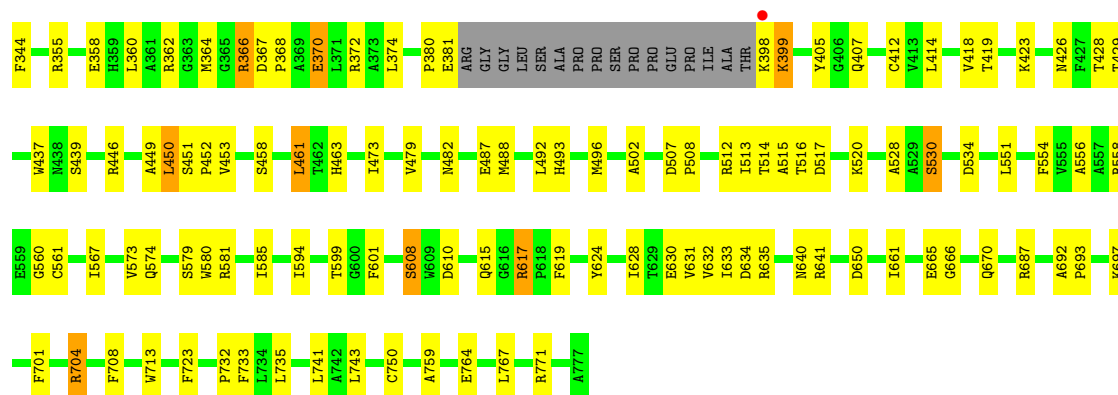 F344 R355 E358 H359 L360 A361 R362 G363 M364 G365 R366 D367 P368 A369 E370 L371 R372 A373 L374 P380 E381 ARG GLY GLY LEU SER ALA PRO PRO SER PRO PRO GLU PRO ILE ALA THR K398 K399 Y405 G406 Q407 C412 V413 L414 V418 T419 K423 N426 F427 T428 T429
W437 N438 S439 R446 A449 L450 S451 P452 V453 S458 L461 T462 H463 I473 V479 N482 E487 M488 L492 H493 M496 A502 D507 P508 R512 I513 T514 A515 T516 D517 K520 A528 A529 S530 D534 L551 F554 V555 A556 A557 R558
E559 G560 C561 I567 V573 Q574 S579 W580 R581 I585 I594 T599 G600 F601 S608 W609 D610 Q615 G616 R617 P618 F619 Y624 I628 T629 E630 V631 V632 I633 D634 R635 N640 R641 D650 I661 E665 G666 Q670 R687 A692 P693 K697
F701 R704 F708 W713 F723 P732 F733 L734 L735 L741 A742 L743 C750 A759 E764 L767 R771 A777